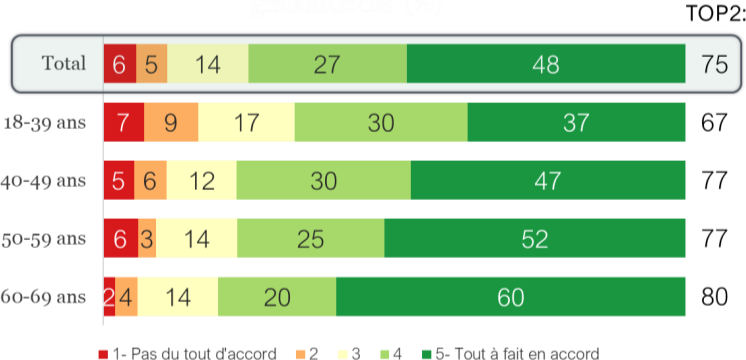 TOP2:
Total 6 5 14 27 48 75
18-39 ans 7 9 17 30 37 67
40-49 ans 5 6 12 30 47 77
50-59 ans 6 3 14 25 52 77
60-69 ans 2 4 14 20 60 80
1- Pas du tout d'accord 2 3 4 5- Tout à fait en accord